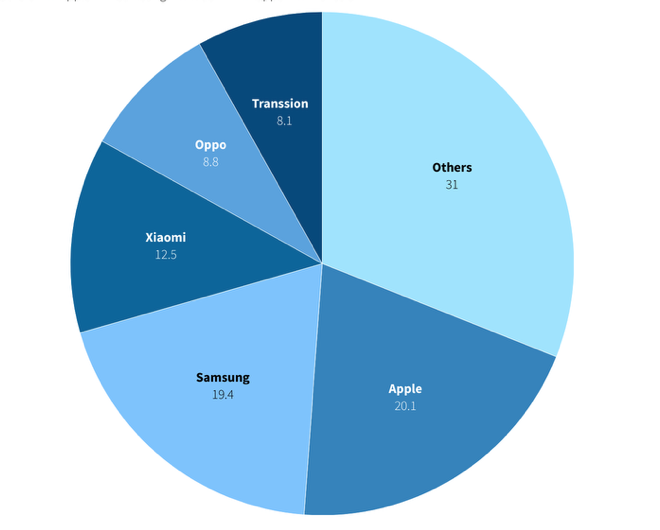 Transsion
8.1
Others
31
Oppo
8.8
Xiaomi
12.5
Samsung
19.4
Apple
20.1